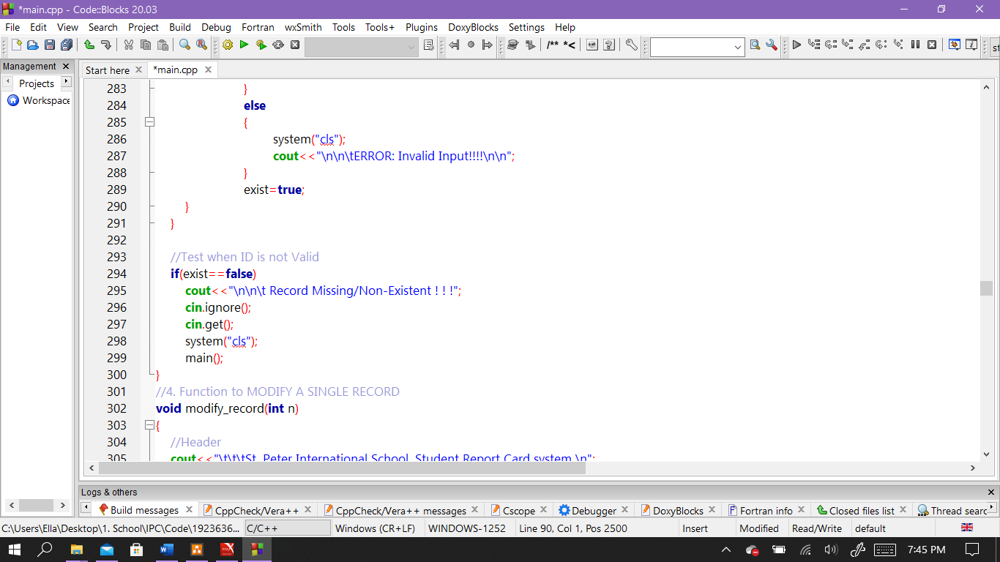 *main.cpp - Code::Blocks 20.03
File Edit View Search Project Build Debug Fortran wxSmith Tools Tools+ Plugins DoxyBlocks Settings Help
/** *<
Management
Projects
Workspace
Start here *main.cpp
283 }
284 else
285 {
286 system("cls");
287 cout<<"\n\n\tERROR: Invalid Input!!!!\n\n";
288 }
289 exist=true;
290 }
291 }
292
293 //Test when ID is not Valid
294 if(exist==false)
295 cout<<"\n\n\t Record Missing/Non-Existent ! ! !";
296 cin.ignore();
297 cin.get();
298 system("cls");
299 main();
300 }
301 //4. Function to MODIFY A SINGLE RECORD
302 void modify_record(int n)
303 {
304 //Header
305 cout<<"\t\t\tSt. Peter International School, Student Report Card system \n";
Logs & others
Build messages CppCheck/Vera++ CppCheck/Vera++ messages Cscope Debugger DoxyBlocks Fortran info Closed files list Thread searc
C:\Users\Ella\Desktop\1. School\IPC\Code\1923636... C/C++ Windows (CR+LF) WINDOWS-1252 Line 90, Col 1, Pos 2500 Insert Modified Read/Write default
7:45 PM